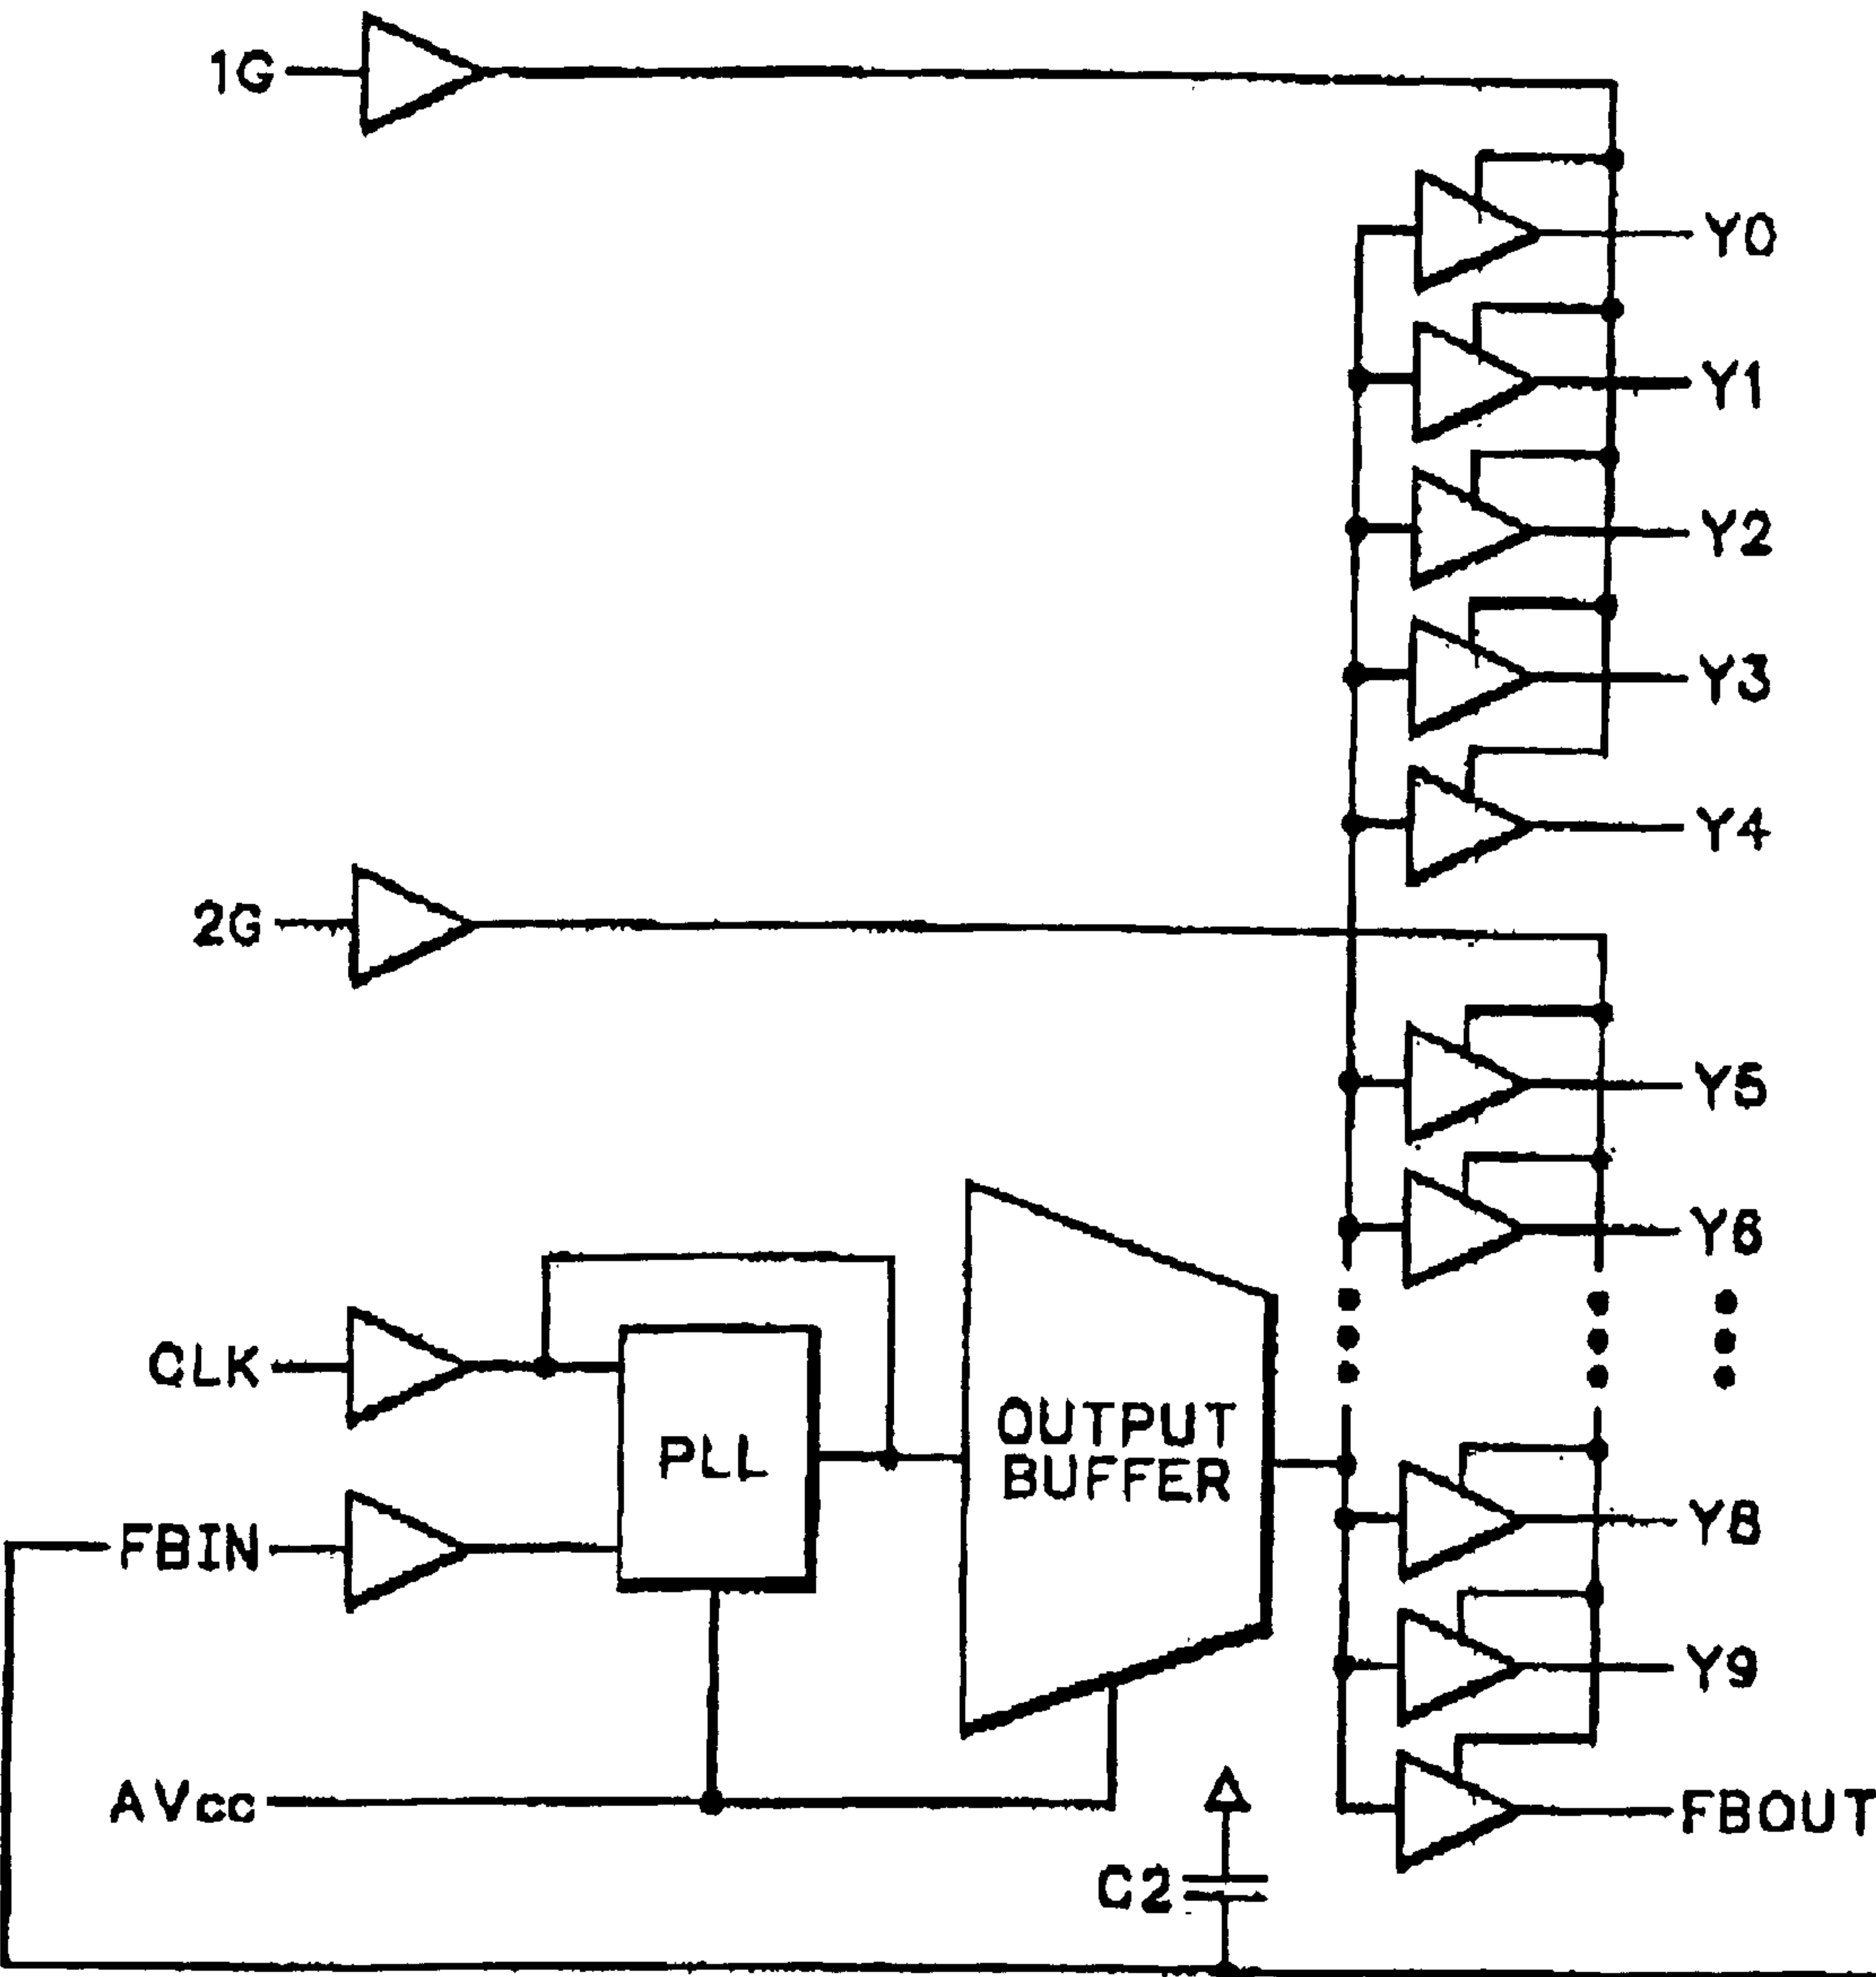 1G
Y0
Y1
Y2
Y3
Y4
2G
Y5
Y6
CLK
PLL
OUTPUT
BUFFER
FBIN
Y8
Y9
AVcc
FBOUT
C2